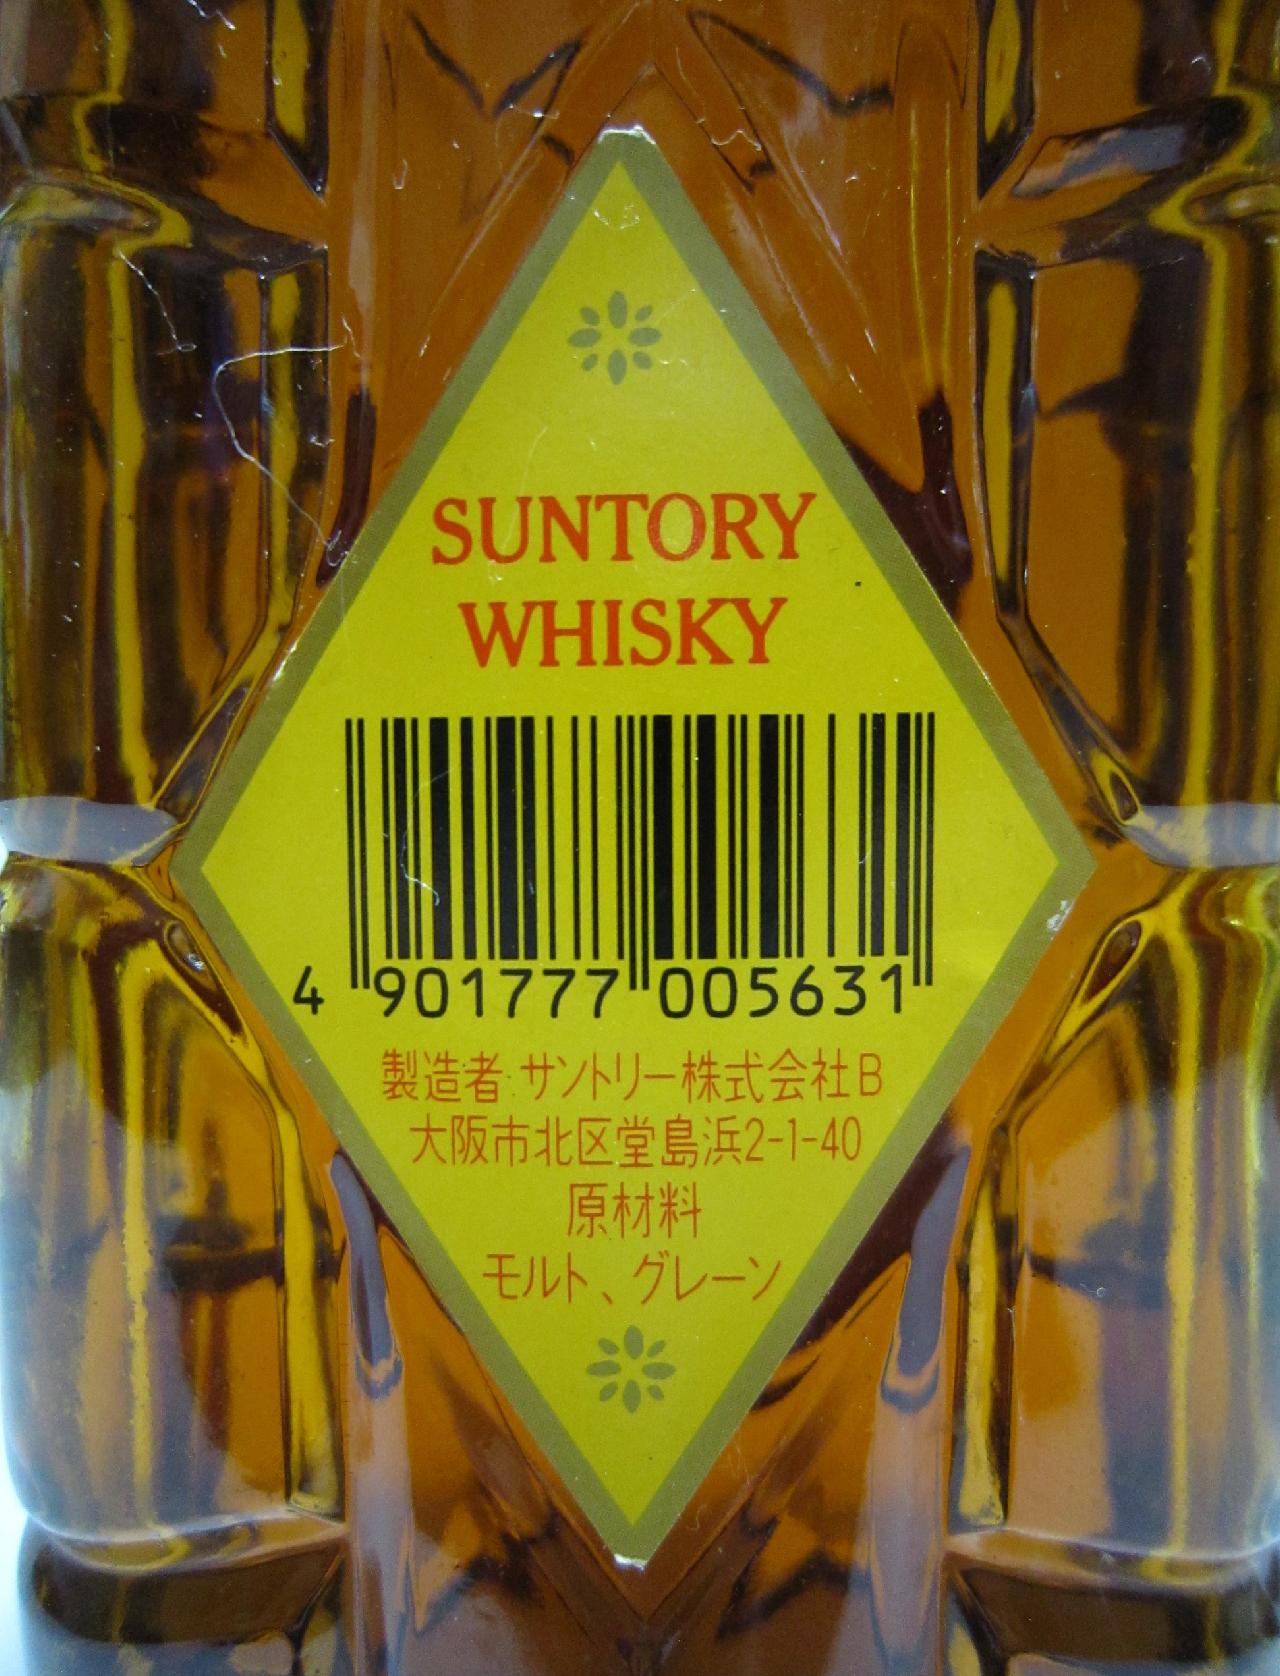 SUNTORY
WHISKY
4 901777 005631
製造者 サントリー株式会社B
大阪市北区堂島浜2-1-40
原材料
モルト、グレーン